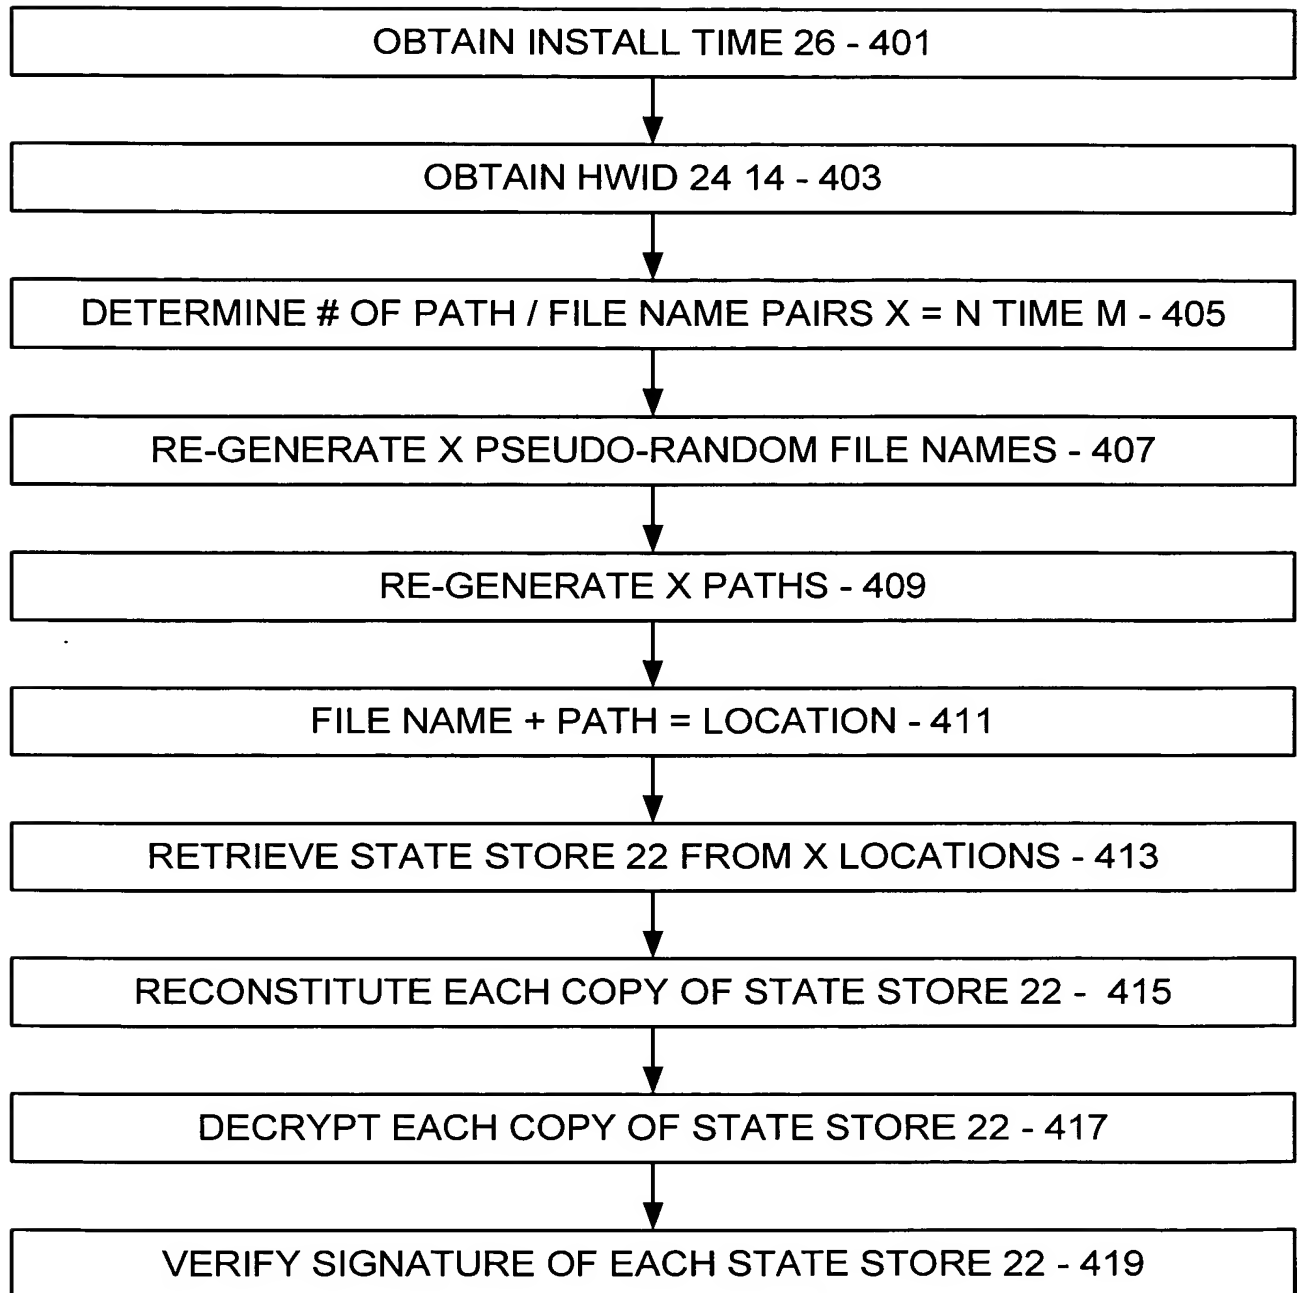 OBTAIN INSTALL TIME 26 - 401
OBTAIN HWID 24 14 - 403
DETERMINE # OF PATH / FILE NAME PAIRS X = N TIME M - 405
RE-GENERATE X PSEUDO-RANDOM FILE NAMES - 407
RE-GENERATE X PATHS - 409
FILE NAME + PATH = LOCATION - 411
RETRIEVE STATE STORE 22 FROM X LOCATIONS - 413
RECONSTITUTE EACH COPY OF STATE STORE 22 - 415
DECRYPT EACH COPY OF STATE STORE 22 - 417
VERIFY SIGNATURE OF EACH STATE STORE 22 - 419